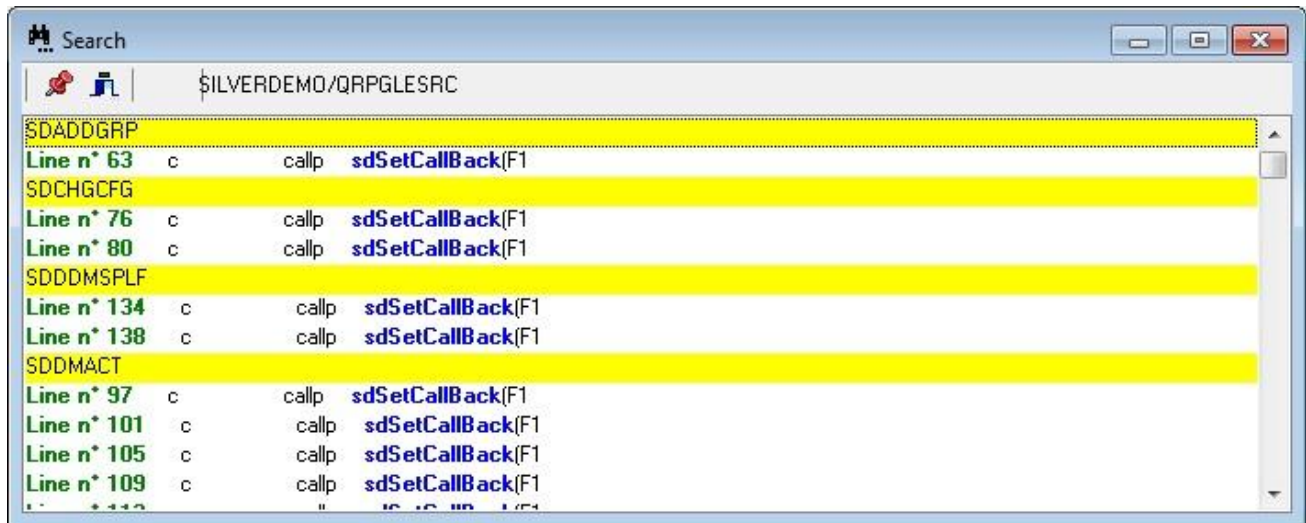 Search
SILVERDEMO/QRPGLESRC
SDADDGRP
Line n° 63 c callp sdSetCallBack(F1
SDCHGCFG
Line n° 76 c callp sdSetCallBack(F1
Line n° 80 c callp sdSetCallBack(F1
SDDDMSPLF
Line n° 134 c callp sdSetCallBack(F1
Line n° 138 c callp sdSetCallBack(F1
SDDMACT
Line n° 97 c callp sdSetCallBack(F1
Line n° 101 c callp sdSetCallBack(F1
Line n° 105 c callp sdSetCallBack(F1
Line n° 109 c callp sdSetCallBack(F1